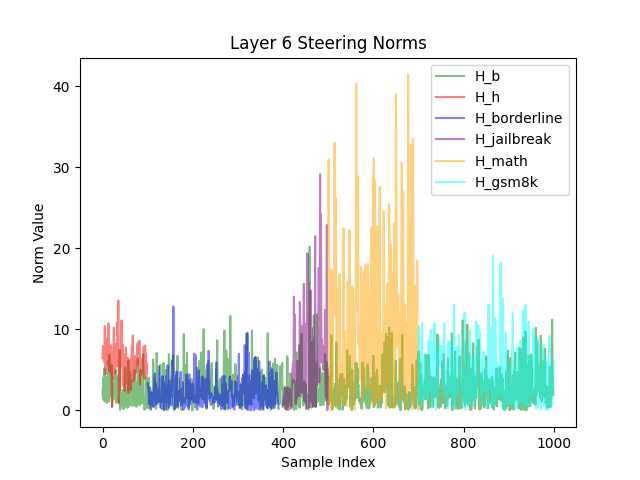 Layer 6 Steering Norms
H_b
H_h
H_borderline
H_jailbreak
H_math
H_gsm8k
Norm Value
40
30
20
10
0
0
200
400
600
800
1000
Sample Index